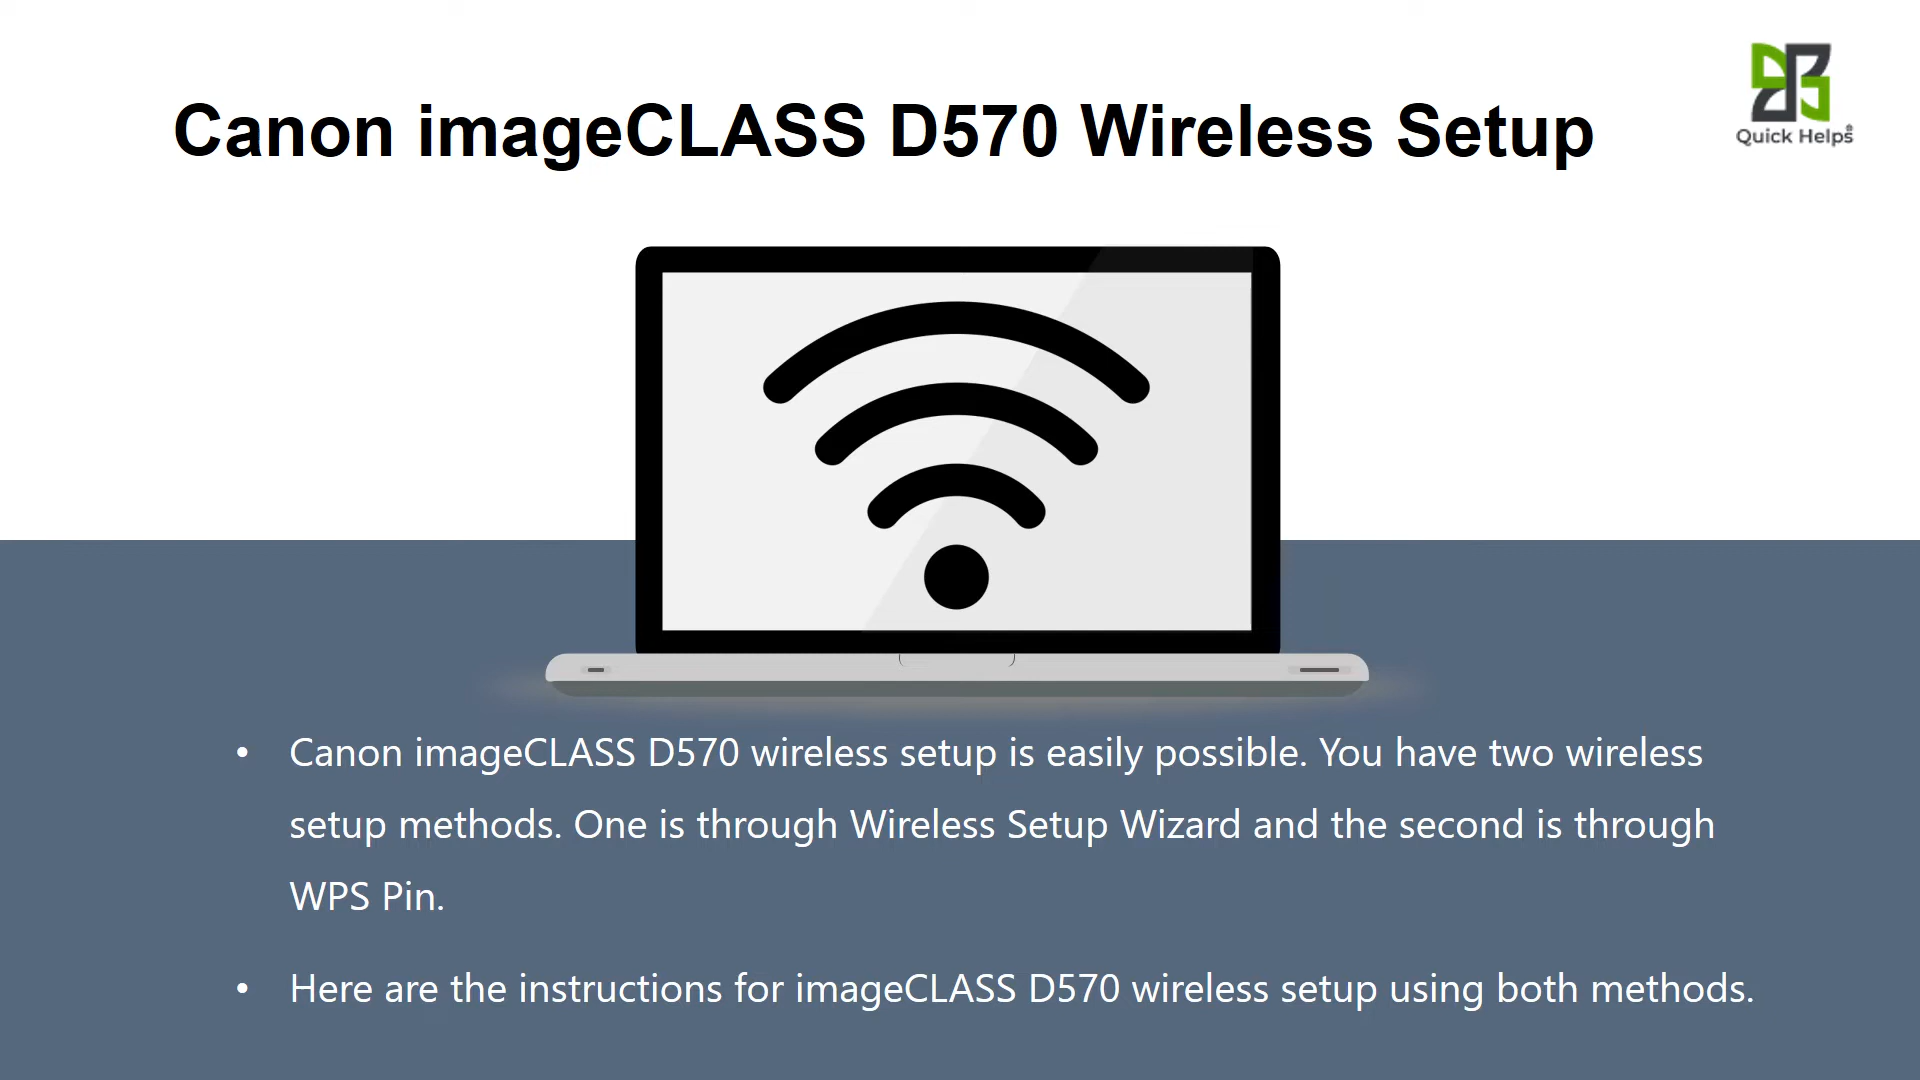 Canon imageCLASS D570 Wireless Setup
Quick Helps®
• Canon imageCLASS D570 wireless setup is easily possible. You have two wireless
setup methods. One is through Wireless Setup Wizard and the second is through
WPS Pin.
• Here are the instructions for imageCLASS D570 wireless setup using both methods.